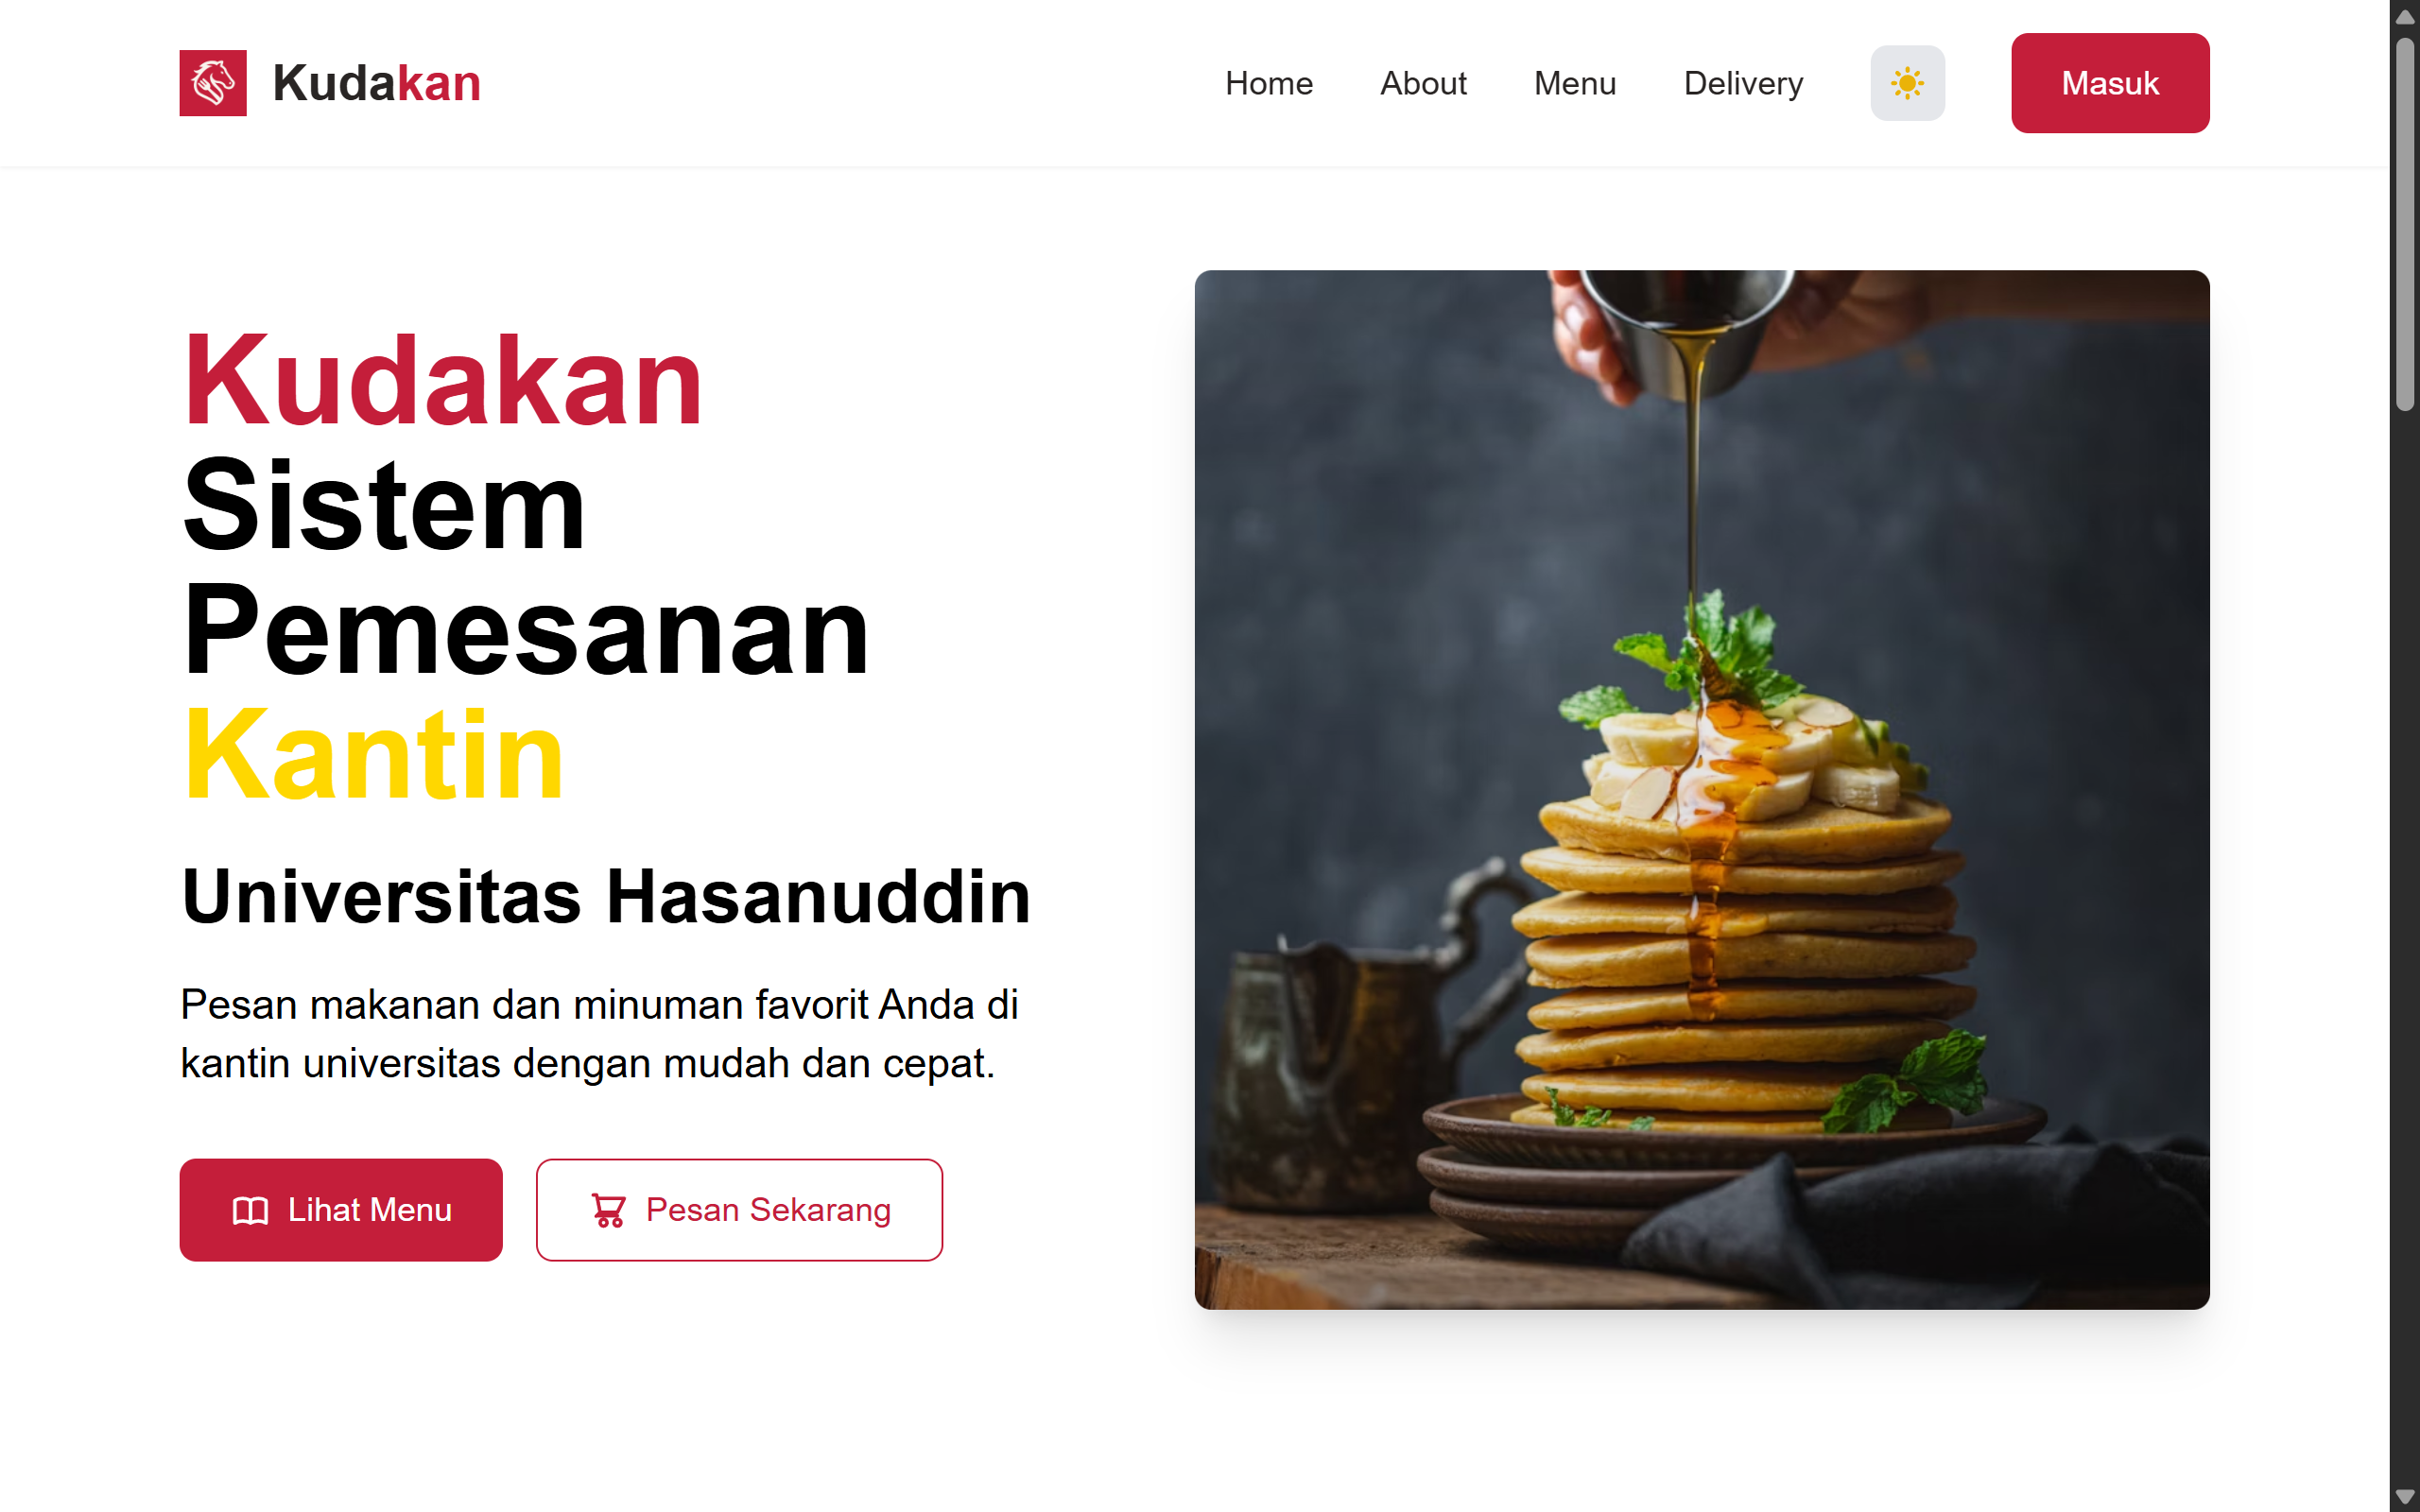 Kudakan
Home
About
Menu
Delivery
Masuk
Kudakan
Sistem
Pemesanan
Kantin
Universitas Hasanuddin
Pesan makanan dan minuman favorit Anda di
kantin universitas dengan mudah dan cepat.
Lihat Menu
Pesan Sekarang